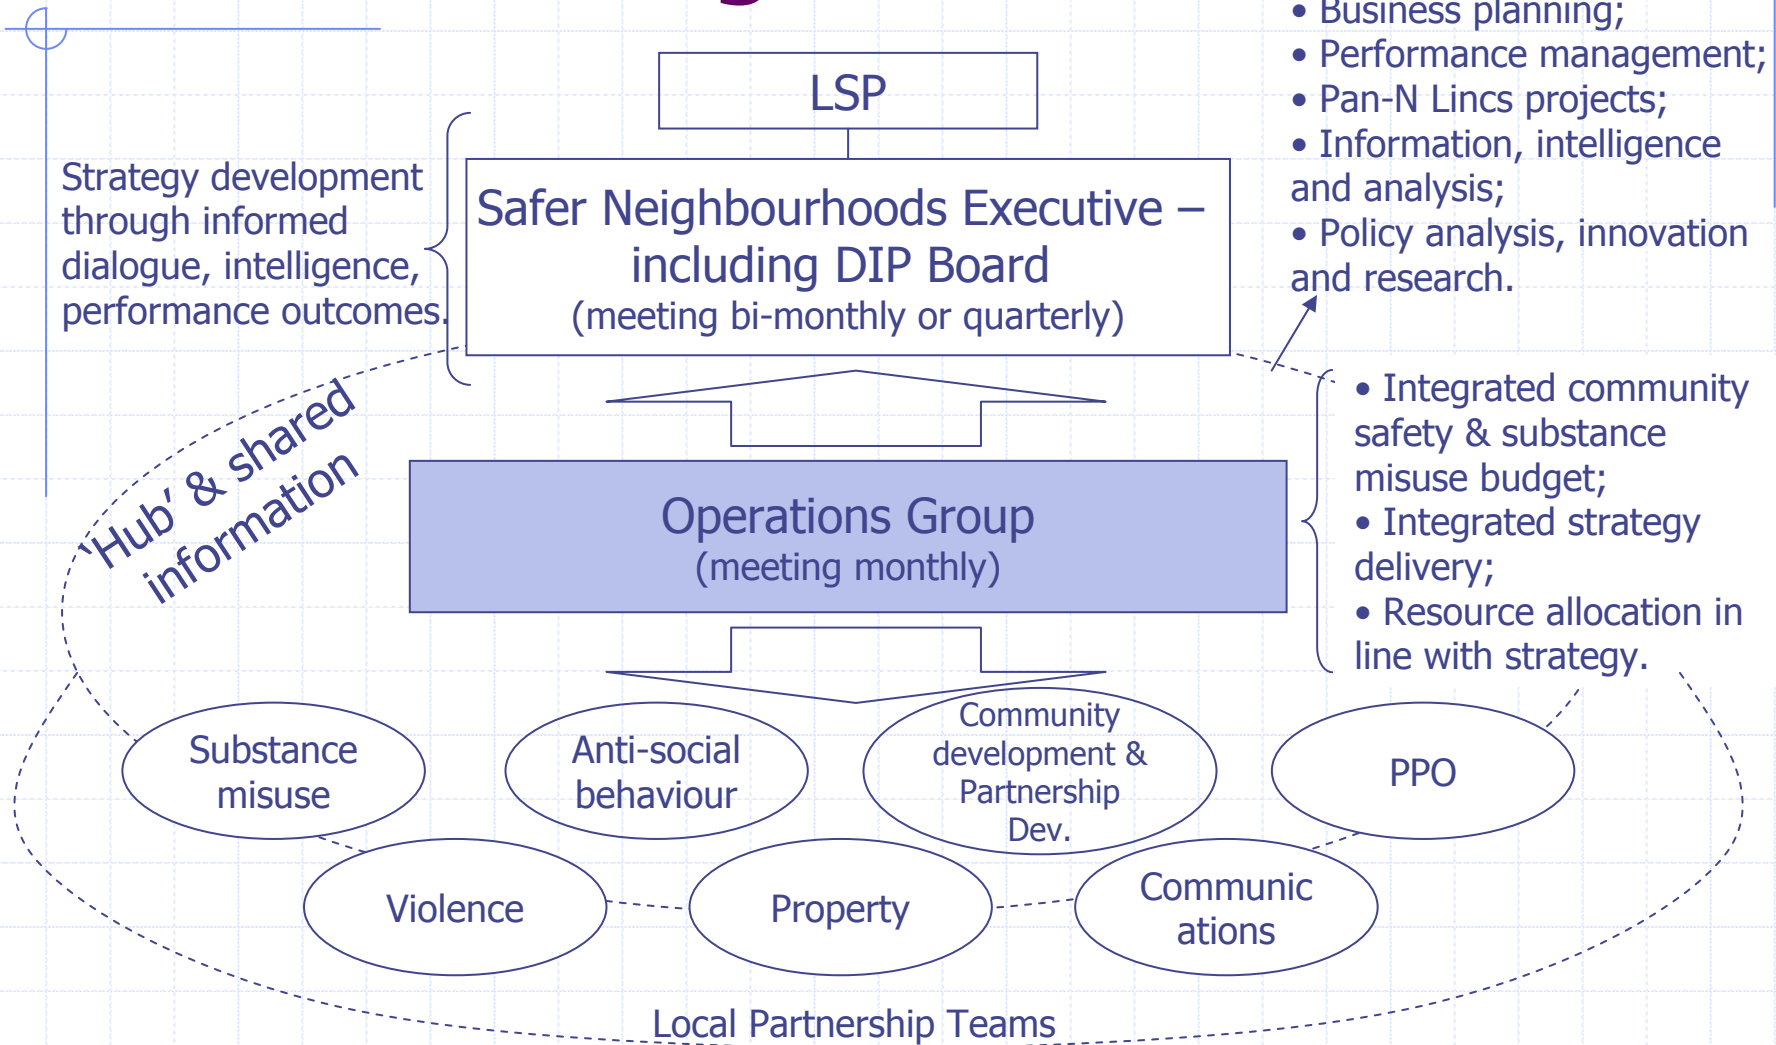 • Business planning;
• Performance management;
• Pan-N Lincs projects;
• Information, intelligence
and analysis;
• Policy analysis, innovation
and research.
LSP
Strategy development
through informed
dialogue, intelligence,
performance outcomes.
Safer Neighbourhoods Executive –
including DIP Board
(meeting bi-monthly or quarterly)
‘Hub’ & shared
information
Operations Group
(meeting monthly)
• Integrated community
safety & substance
misuse budget;
• Integrated strategy
delivery;
• Resource allocation in
line with strategy.
Substance
misuse
Anti-social
behaviour
Community
development &
Partnership
Dev.
PPO
Violence
Property
Communic
ations
Local Partnership Teams